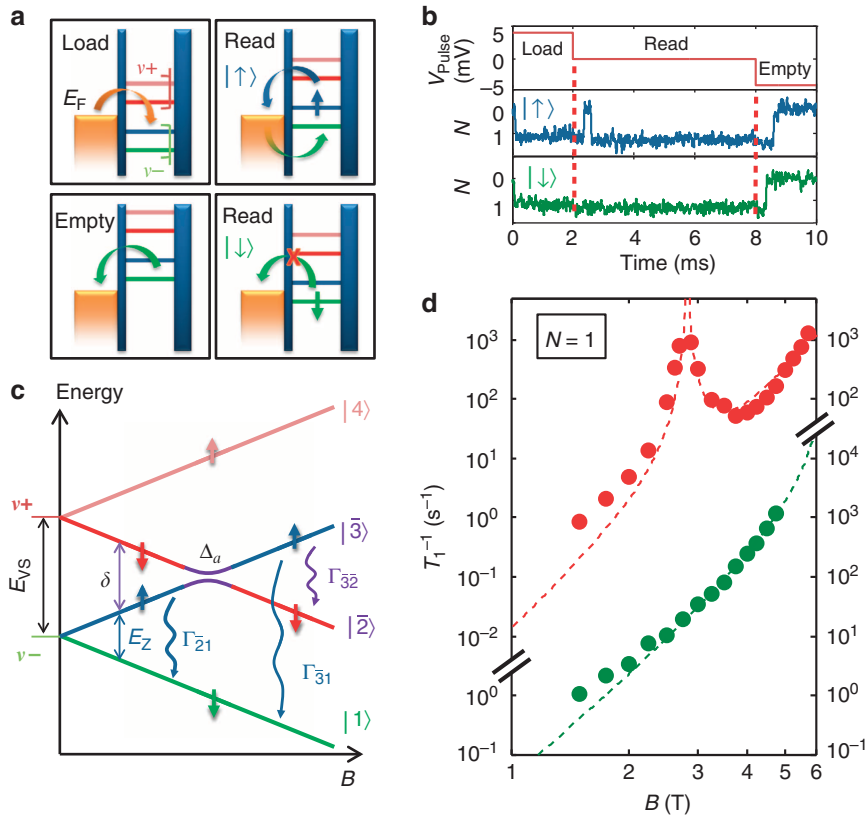 a
Load
v+
E_F
v−
Read
|↑⟩
Empty
Read
|↓⟩
X
b
V_Pulse (mV)
5
0
−5
Load
Read
Empty
N
0
1
|↑⟩
N
0
1
|↓⟩
0 2 4 6 8 10
Time (ms)
c
Energy
|4⟩
v+
Δ_a
|3̄⟩
E_VS
δ
Γ_3̄2̄
E_Z
Γ_2̄1
|2̄⟩
v−
Γ_3̄1
|1⟩
B
d
N = 1
T_1^−1 (s^−1)
10^3
10^2
10^1
10^0
10^−1
10^−2
10^0
10^−1
10^3
10^2
10^4
10^3
10^2
10^1
10^0
10^−1
1 2 3 4 5 6
B (T)